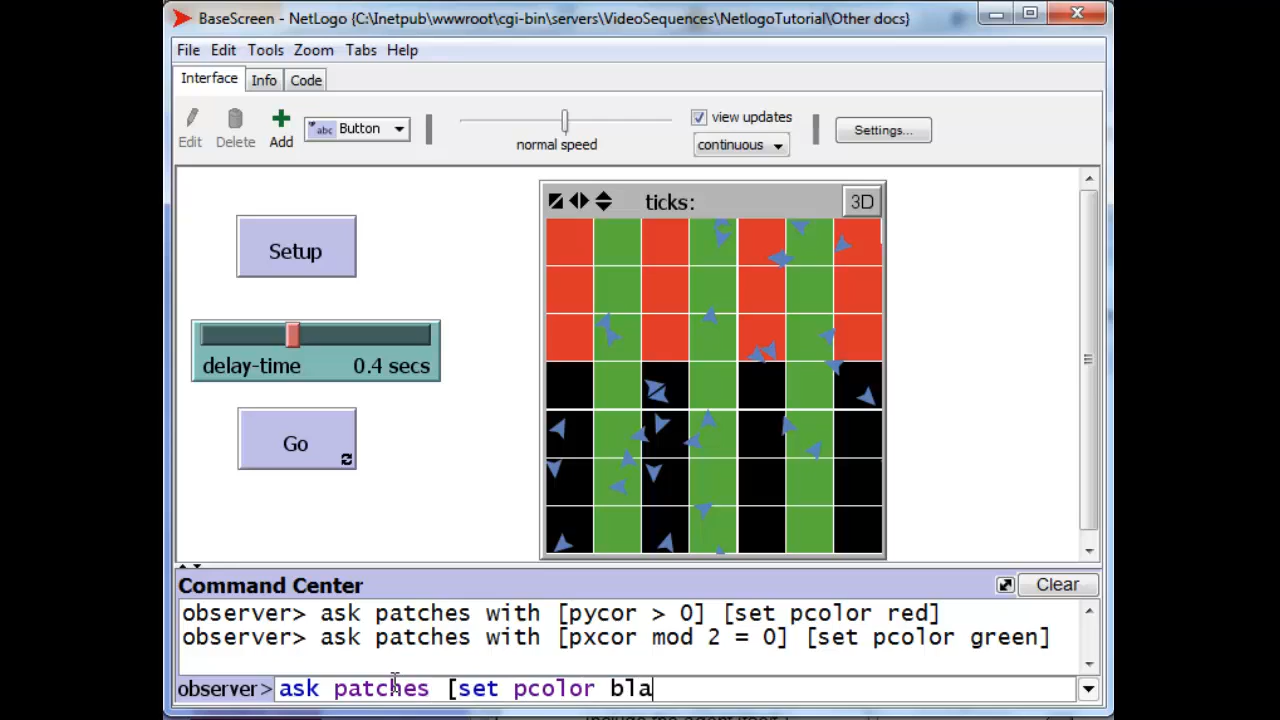 BaseScreen - NetLogo {C:\Inetpub\wwwroot\cgi-bin\servers\VideoSequences\NetlogoTutorial\Other docs}
File Edit Tools Zoom Tabs Help
Interface Info Code
Edit Delete Add abc Button normal speed view updates continuous Settings...
ticks: 3D
Setup
delay-time 0.4 secs
Go
Command Center Clear
observer> ask patches with [pycor > 0] [set pcolor red]
observer> ask patches with [pxcor mod 2 = 0] [set pcolor green]
observer> ask patches [set pcolor bla